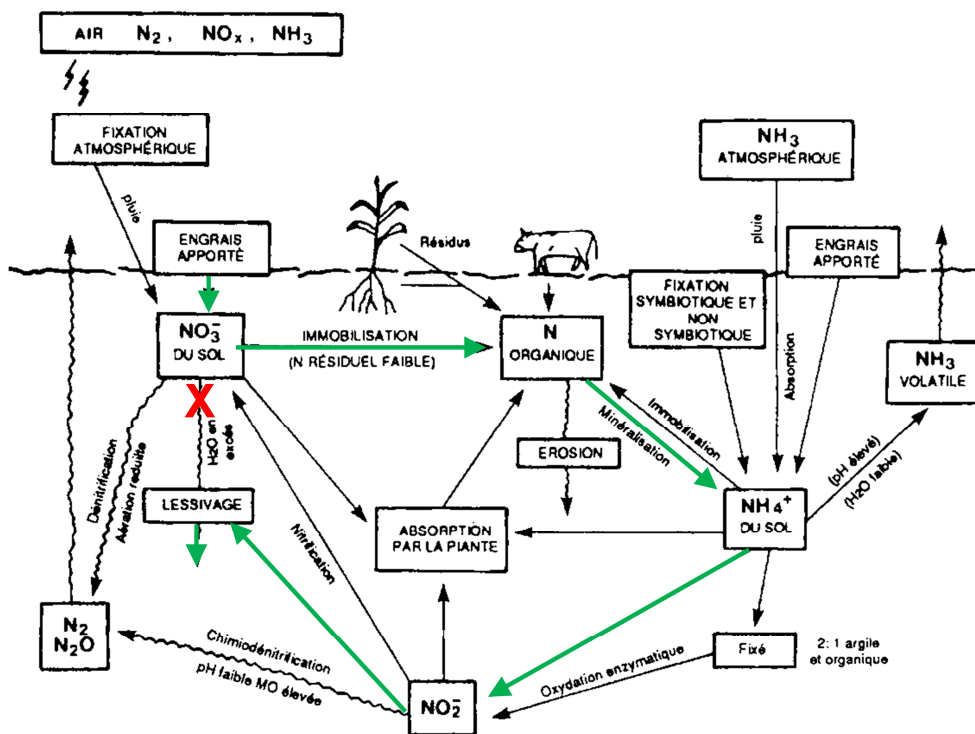 AIR N2, NOx, NH3
FIXATION
ATMOSPHÉRIQUE
pluie
ENGRAIS
APPORTÉ
Résidus
NH3
ATMOSPHÉRIQUE
pluie
ENGRAIS
APPORTÉ
FIXATION
SYMBIOTIQUE ET
NON
SYMBIOTIQUE
Absorption
NO3-
DU SOL
IMMOBILISATION
(N RÉSIDUEL FAIBLE)
N
ORGANIQUE
NH3
VOLATILE
X
H2O en
excés
Dénitrification
Aération reduitte
LESSIVAGE
Nitrification
EROSION
Minéralisation
Immobilisation
(pH élevé)
(H2O faible)
ABSORPTION
PAR LA PLANTE
NH4+
DU SOL
N2
N2O
Chimiodénitrification
pH faible MO élevée
NO2-
Oxydation enzymatique
Fixé
2: 1 argile
et organique